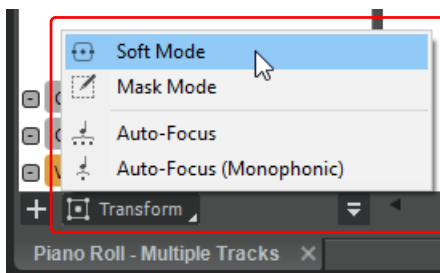 Soft Mode
Mask Mode
Auto-Focus
Auto-Focus (Monophonic)
Transform
Piano Roll - Multiple Tracks